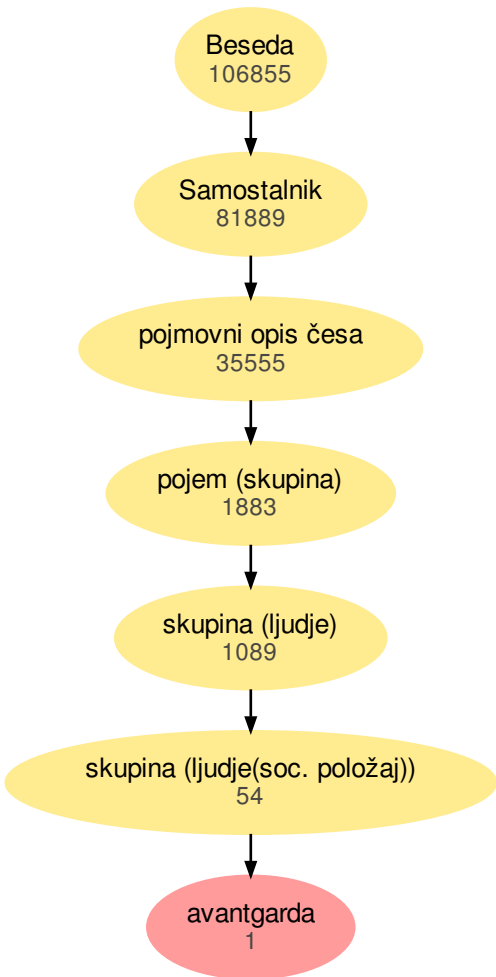 Beseda
106855
Samostalnik
81889
pojmovni opis česa
35555
pojem (skupina)
1883
skupina (ljudje)
1089
skupina (ljudje(soc. položaj))
54
avantgarda
1